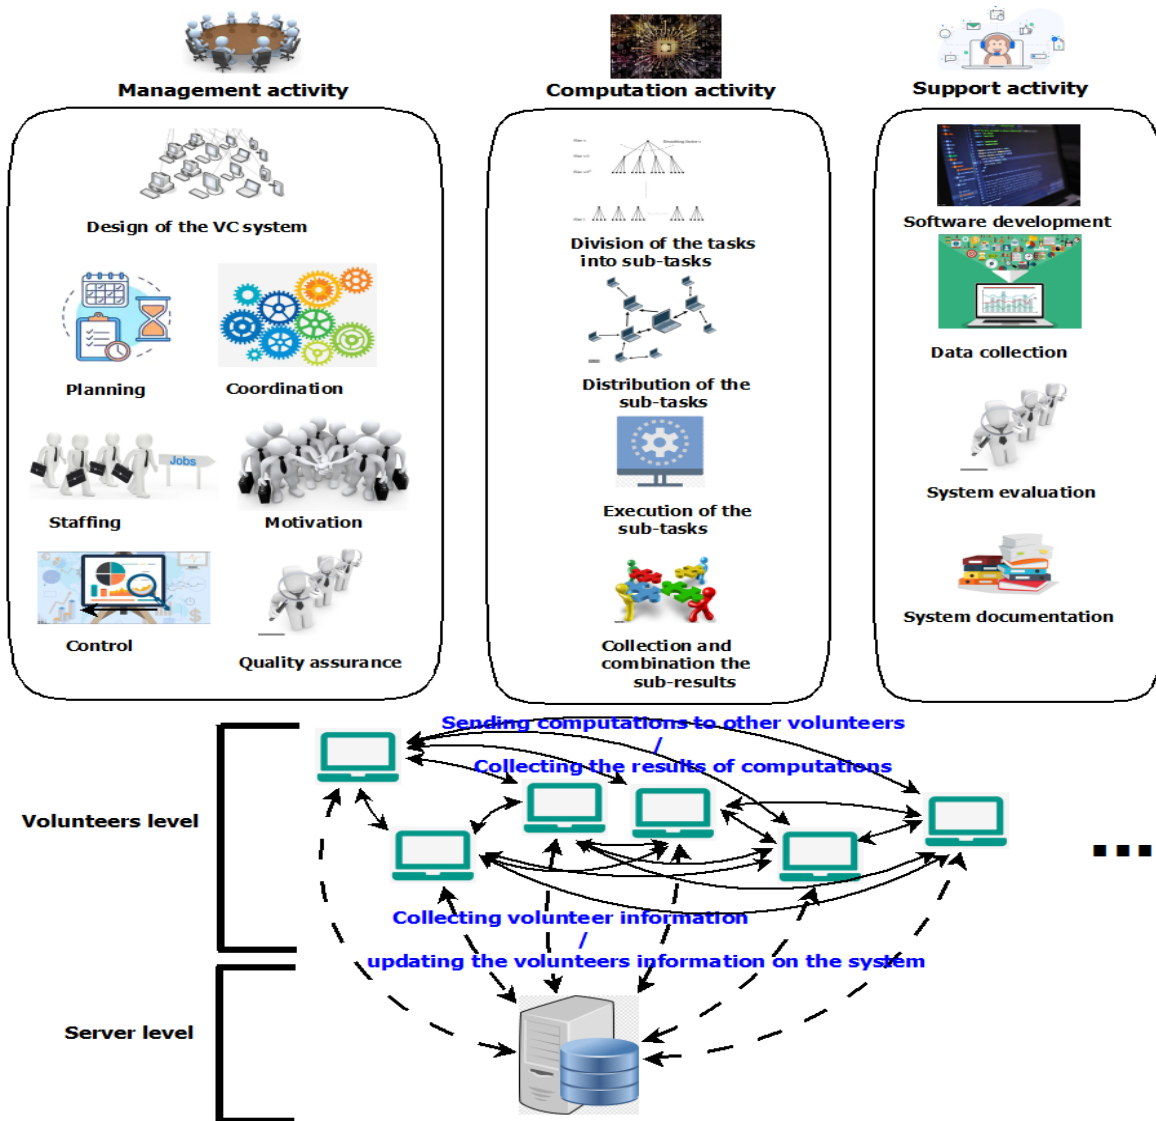 Management activity
Computation activity
Support activity
Design of the VC system
Planning
Coordination
Jobs
Staffing
Motivation
Control
Quality assurance
Division of the tasks
into sub-tasks
Distribution of the
sub-tasks
Execution of the
sub-tasks
Collection and
combination the
sub-results
Software development
Data collection
System evaluation
System documentation
Sending computations to other volunteers
/
Collecting the results of computations
Volunteers level
Collecting volunteer information
/
updating the volunteers information on the system
Server level